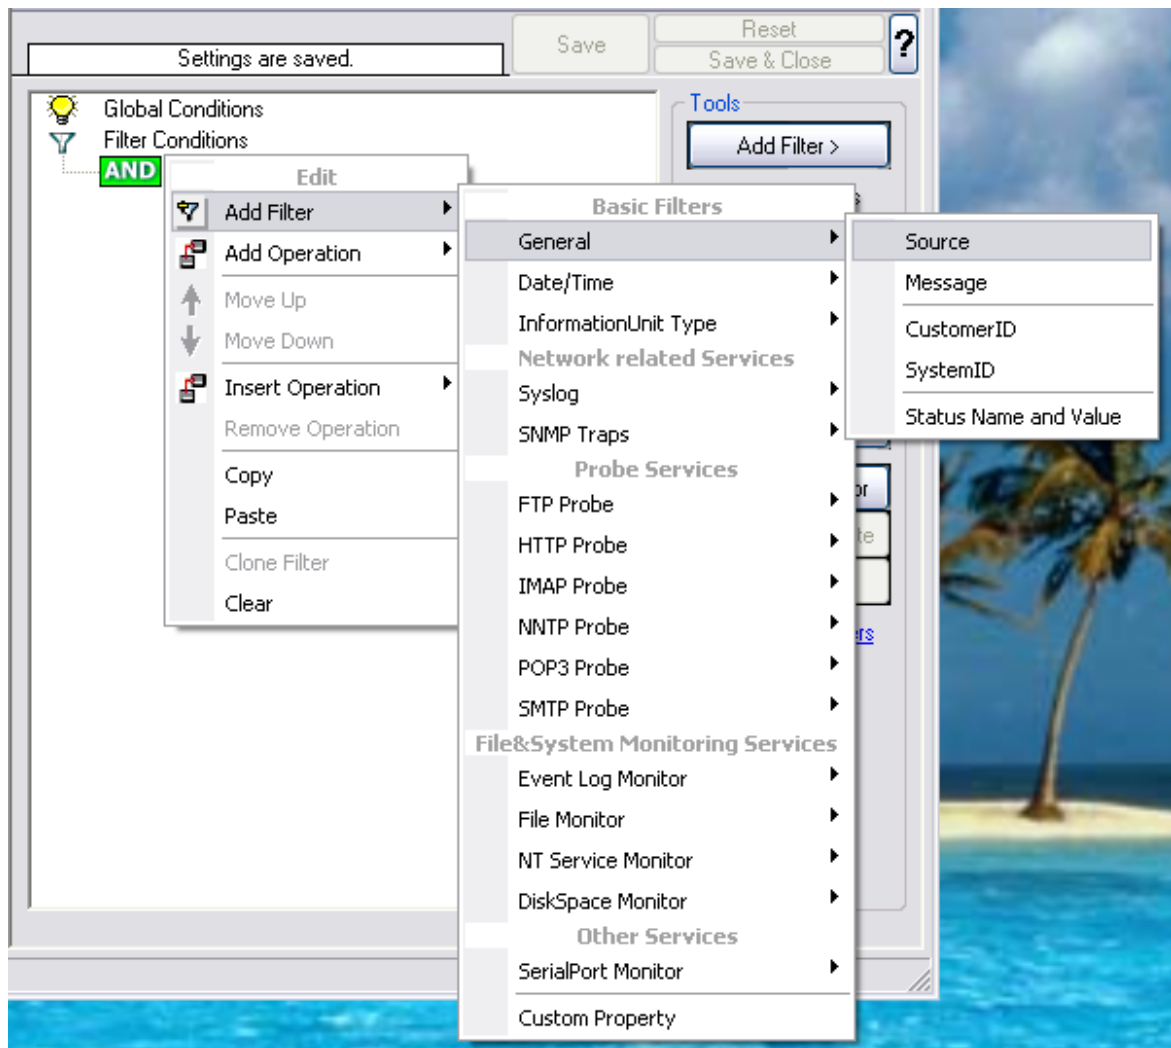 Settings are saved.
Save
Reset
Save & Close
?
Global Conditions
Filter Conditions
AND
Tools
Add Filter >
Edit
Add Filter
Add Operation
Move Up
Move Down
Insert Operation
Remove Operation
Copy
Paste
Clone Filter
Clear
Basic Filters
General
Date/Time
InformationUnit Type
Network related Services
Syslog
SNMP Traps
Probe Services
FTP Probe
HTTP Probe
IMAP Probe
NNTP Probe
POP3 Probe
SMTP Probe
File&System Monitoring Services
Event Log Monitor
File Monitor
NT Service Monitor
DiskSpace Monitor
Other Services
SerialPort Monitor
Custom Property
Source
Message
CustomerID
SystemID
Status Name and Value